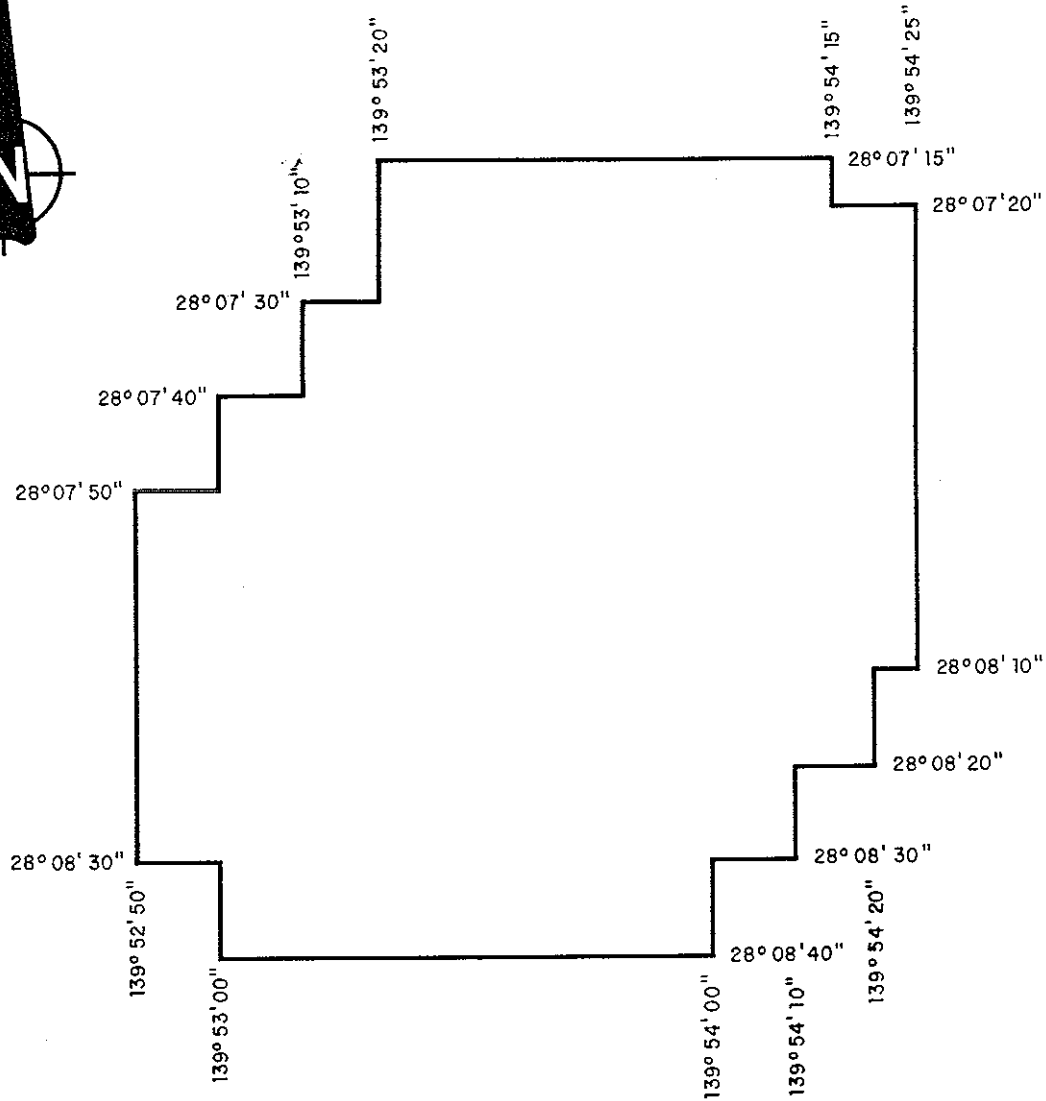 139° 53' 20"
139° 54' 15"
139° 54' 25"
28° 07' 15"
28° 07' 20"
139° 53' 10"
28° 07' 30"
28° 07' 40"
28° 07' 50"
28° 08' 10"
28° 08' 20"
28° 08' 30"
28° 08' 30"
28° 08' 40"
139° 52' 50"
139° 53' 00"
139° 54' 00"
139° 54' 10"
139° 54' 20"
N